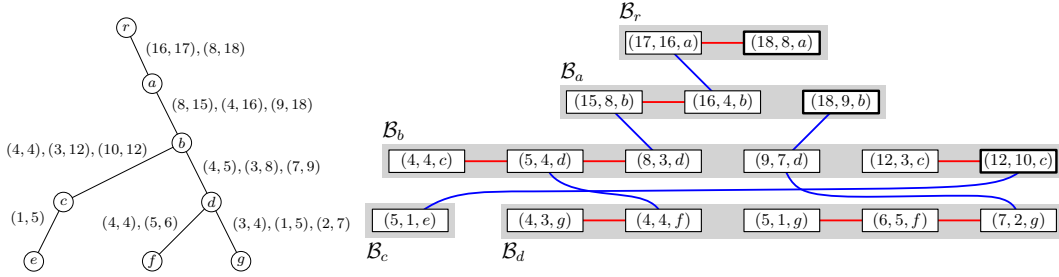 r
(16, 17), (8, 18)
a
(8, 15), (4, 16), (9, 18)
b
(4, 4), (3, 12), (10, 12)
(4, 5), (3, 8), (7, 9)
c
d
(1, 5)
(4, 4), (5, 6)
(3, 4), (1, 5), (2, 7)
e
f
g
ℬr
(17, 16, a)
(18, 8, a)
ℬa
(15, 8, b)
(16, 4, b)
(18, 9, b)
ℬb
(4, 4, c)
(5, 4, d)
(8, 3, d)
(9, 7, d)
(12, 3, c)
(12, 10, c)
(5, 1, e)
(4, 3, g)
(4, 4, f)
(5, 1, g)
(6, 5, f)
(7, 2, g)
ℬc
ℬd